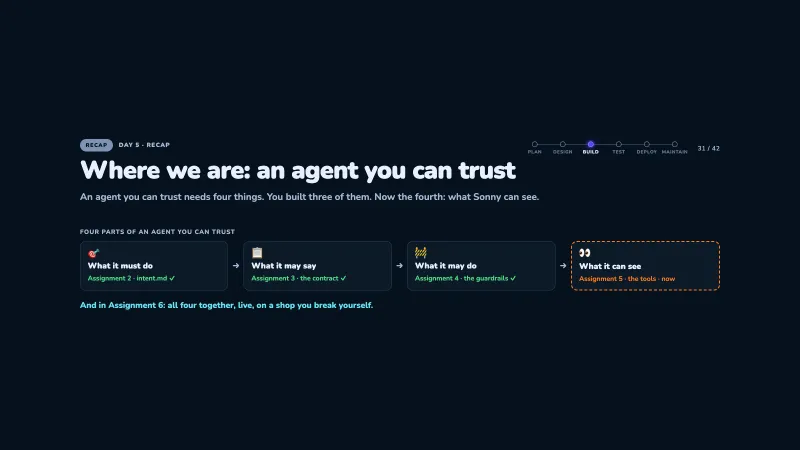 RECAP DAY 5 · RECAP
PLAN DESIGN BUILD TEST DEPLOY MAINTAIN
31 / 42
Where we are: an agent you can trust
An agent you can trust needs four things. You built three of them. Now the fourth: what Sonny can see.
FOUR PARTS OF AN AGENT YOU CAN TRUST
What it must do
Assignment 2 · intent.md ✓
→
What it may say
Assignment 3 · the contract ✓
→
What it may do
Assignment 4 · the guardrails ✓
→
What it can see
Assignment 5 · the tools · now
And in Assignment 6: all four together, live, on a shop you break yourself.